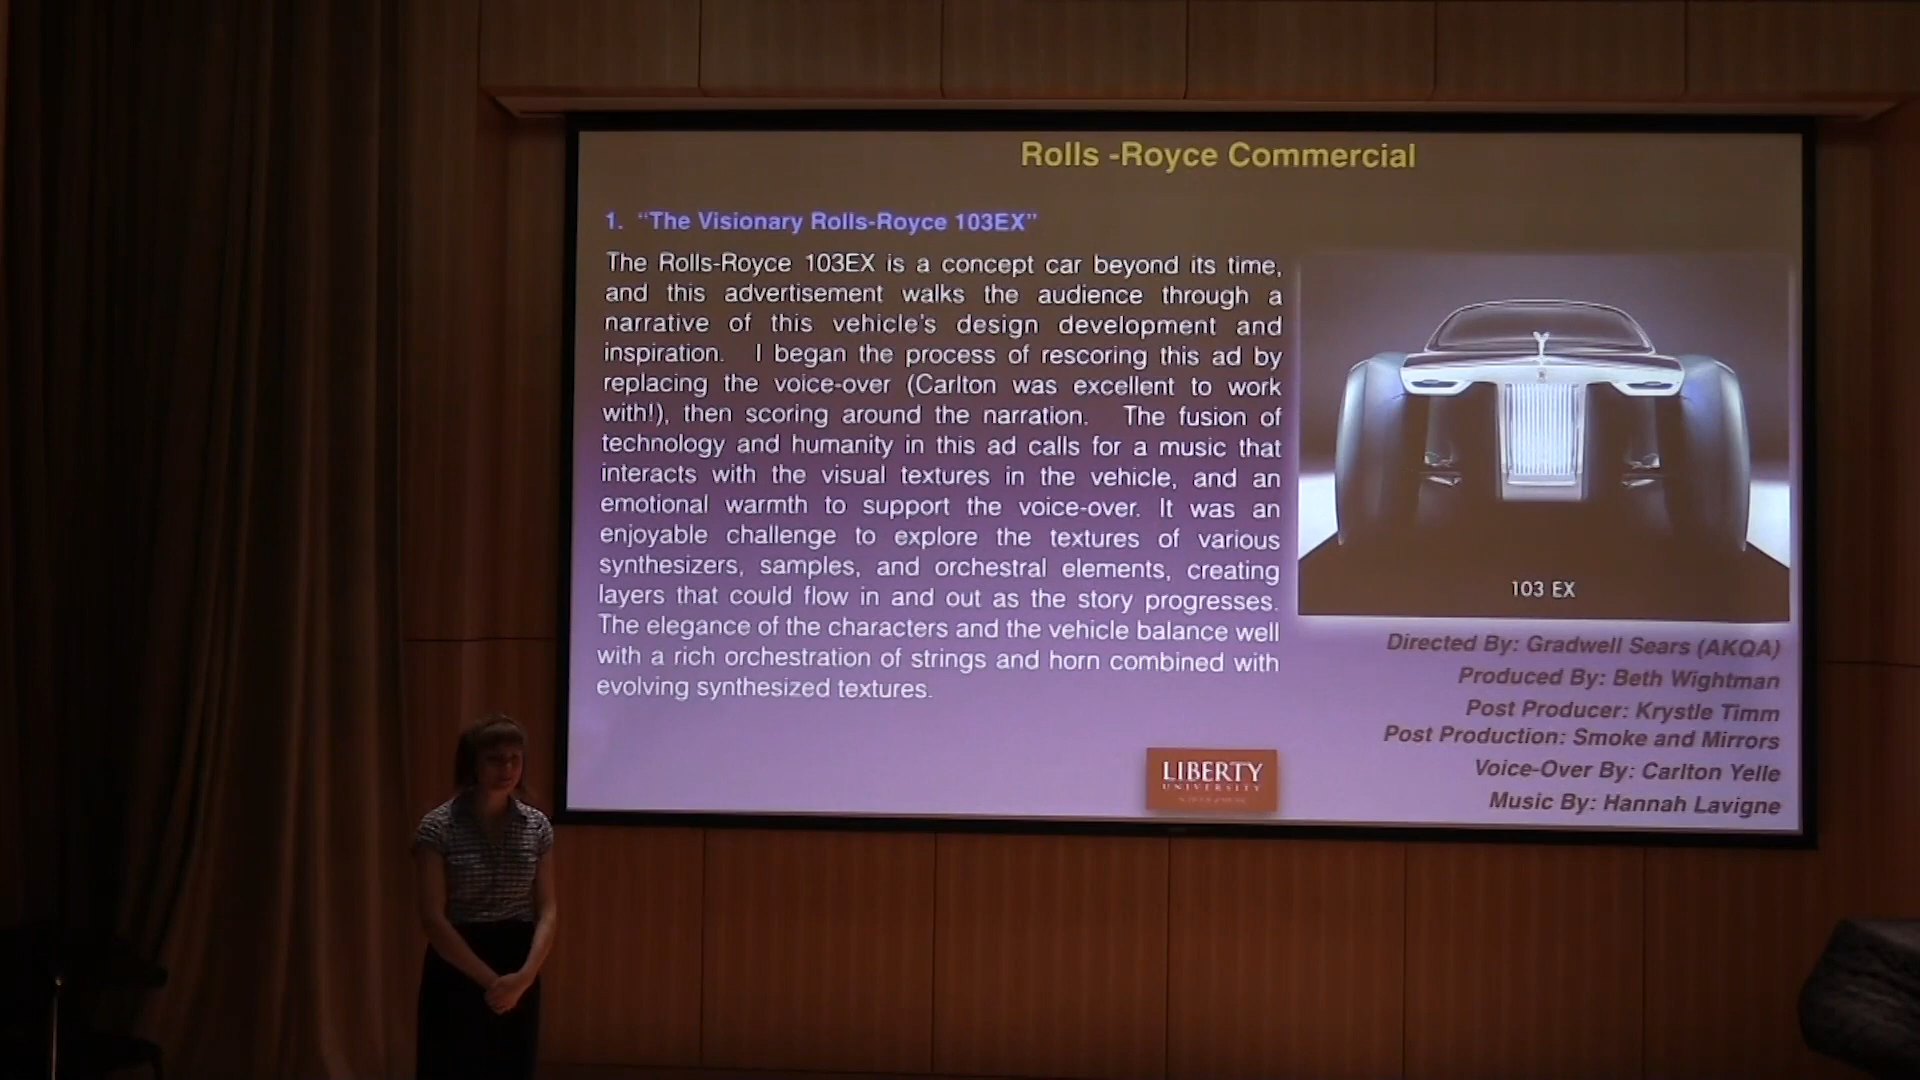 Rolls -Royce Commercial
1. “The Visionary Rolls-Royce 103EX”
The Rolls-Royce 103EX is a concept car beyond its time,
and this advertisement walks the audience through a
narrative of this vehicle's design development and
inspiration. I began the process of rescoring this ad by
replacing the voice-over (Carlton was excellent to work
with!), then scoring around the narration. The fusion of
technology and humanity in this ad calls for a music that
interacts with the visual textures in the vehicle, and an
emotional warmth to support the voice-over. It was an
enjoyable challenge to explore the textures of various
synthesizers, samples, and orchestral elements, creating
layers that could flow in and out as the story progresses.
The elegance of the characters and the vehicle balance well
with a rich orchestration of strings and horn combined with
evolving synthesized textures.
103 EX
Directed By: Gradwell Sears (AKQA)
Produced By: Beth Wightman
Post Producer: Krystle Timm
Post Production: Smoke and Mirrors
Voice-Over By: Carlton Yelle
Music By: Hannah Lavigne
LIBERTY
UNIVERSITY